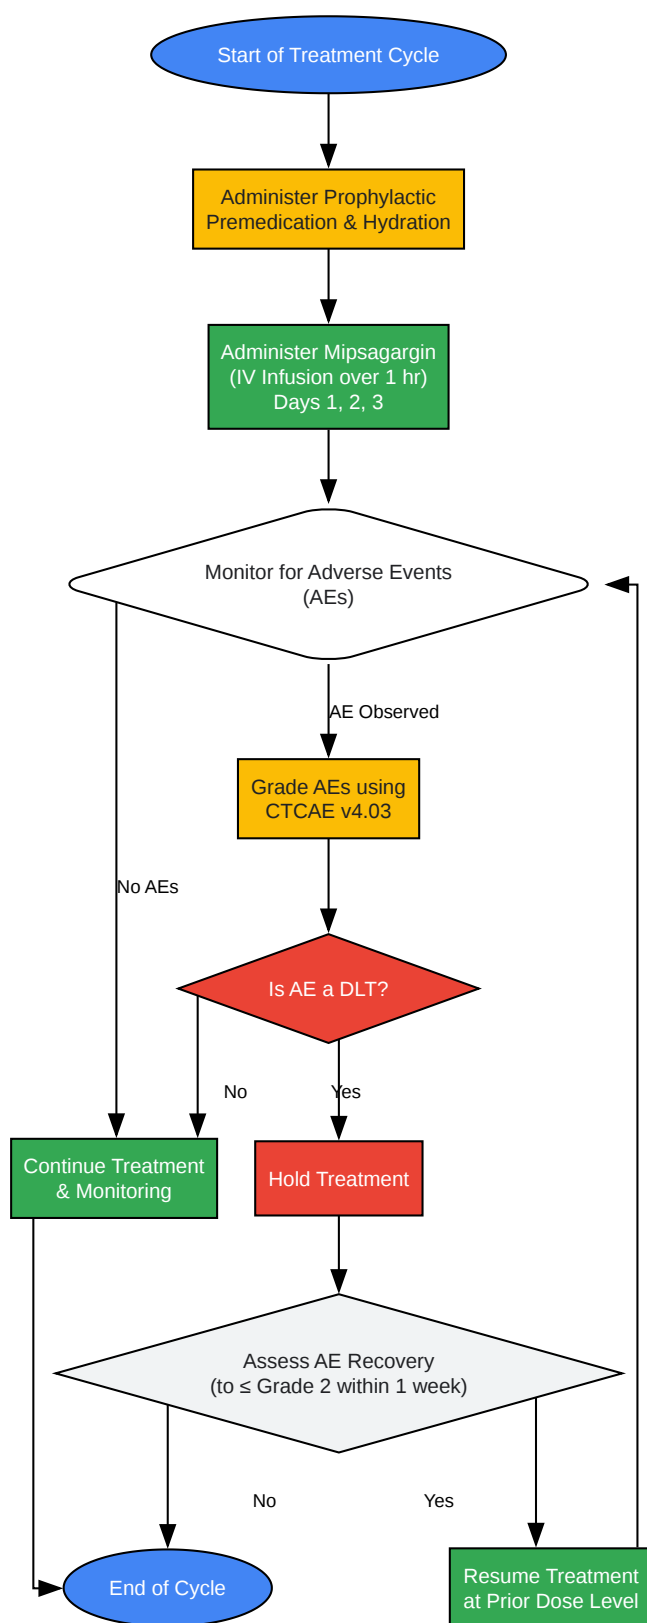 Start of Treatment Cycle
Administer Prophylactic
Premedication & Hydration
Administer Mipsagargin
(IV Infusion over 1 hr)
Days 1, 2, 3
Monitor for Adverse Events
(AEs)
AE Observed
Grade AEs using
CTCAE v4.03
No AEs
Is AE a DLT?
No
Yes
Continue Treatment
& Monitoring
Hold Treatment
Assess AE Recovery
(to ≤ Grade 2 within 1 week)
No
Yes
End of Cycle
Resume Treatment
at Prior Dose Level